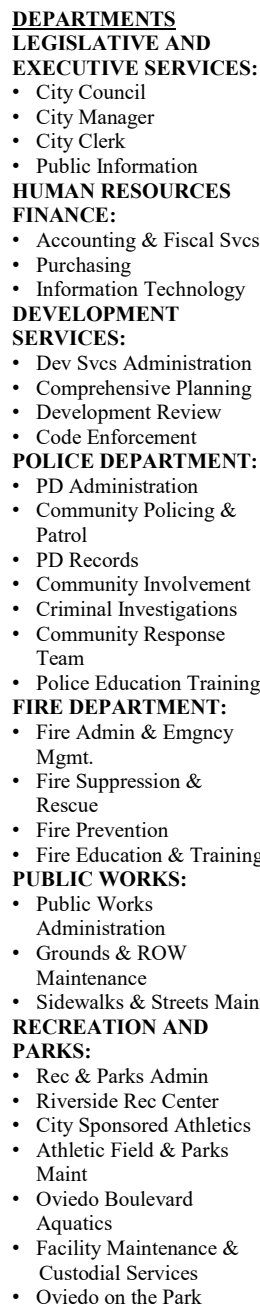 DEPARTMENTS
LEGISLATIVE AND
EXECUTIVE SERVICES:
• City Council
• City Manager
• City Clerk
• Public Information
HUMAN RESOURCES
FINANCE:
• Accounting & Fiscal Svcs
• Purchasing
• Information Technology
DEVELOPMENT
SERVICES:
• Dev Svcs Administration
• Comprehensive Planning
• Development Review
• Code Enforcement
POLICE DEPARTMENT:
• PD Administration
• Community Policing &
Patrol
• PD Records
• Community Involvement
• Criminal Investigations
• Community Response
Team
• Police Education Training
FIRE DEPARTMENT:
• Fire Admin & Emgncy
Mgmt.
• Fire Suppression &
Rescue
• Fire Prevention
• Fire Education & Training
PUBLIC WORKS:
• Public Works
Administration
• Grounds & ROW
Maintenance
• Sidewalks & Streets Main
RECREATION AND
PARKS:
• Rec & Parks Admin
• Riverside Rec Center
• City Sponsored Athletics
• Athletic Field & Parks
Maint
• Oviedo Boulevard
Aquatics
• Facility Maintenance &
Custodial Services
• Oviedo on the Park